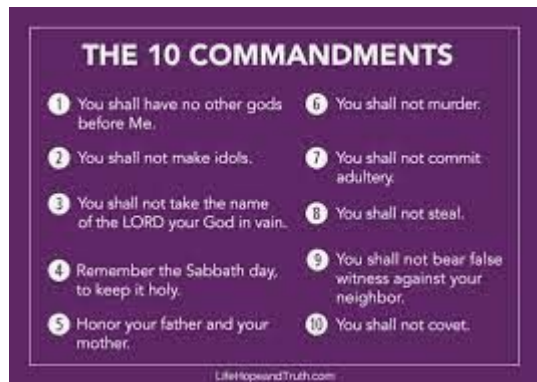 THE 10 COMMANDMENTS
1 You shall have no other gods
before Me.
2 You shall not make idols.
3 You shall not take the name
of the LORD your God in vain.
4 Remember the Sabbath day,
to keep it holy.
5 Honor your father and your
mother.
6 You shall not murder.
7 You shall not commit
adultery.
8 You shall not steal.
9 You shall not bear false
witness against your
neighbor.
10 You shall not covet.
LifeHopeandTruth.com